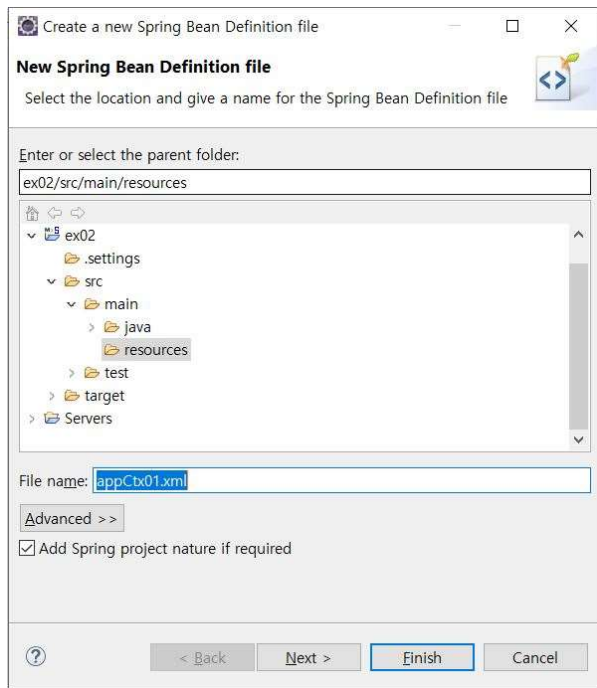 Create a new Spring Bean Definition file
New Spring Bean Definition file
Select the location and give a name for the Spring Bean Definition file
Enter or select the parent folder:
ex02/src/main/resources
ex02
.settings
src
main
java
resources
test
target
Servers
File name: appCtx01.xml
Advanced >>
Add Spring project nature if required
< Back Next > Finish Cancel